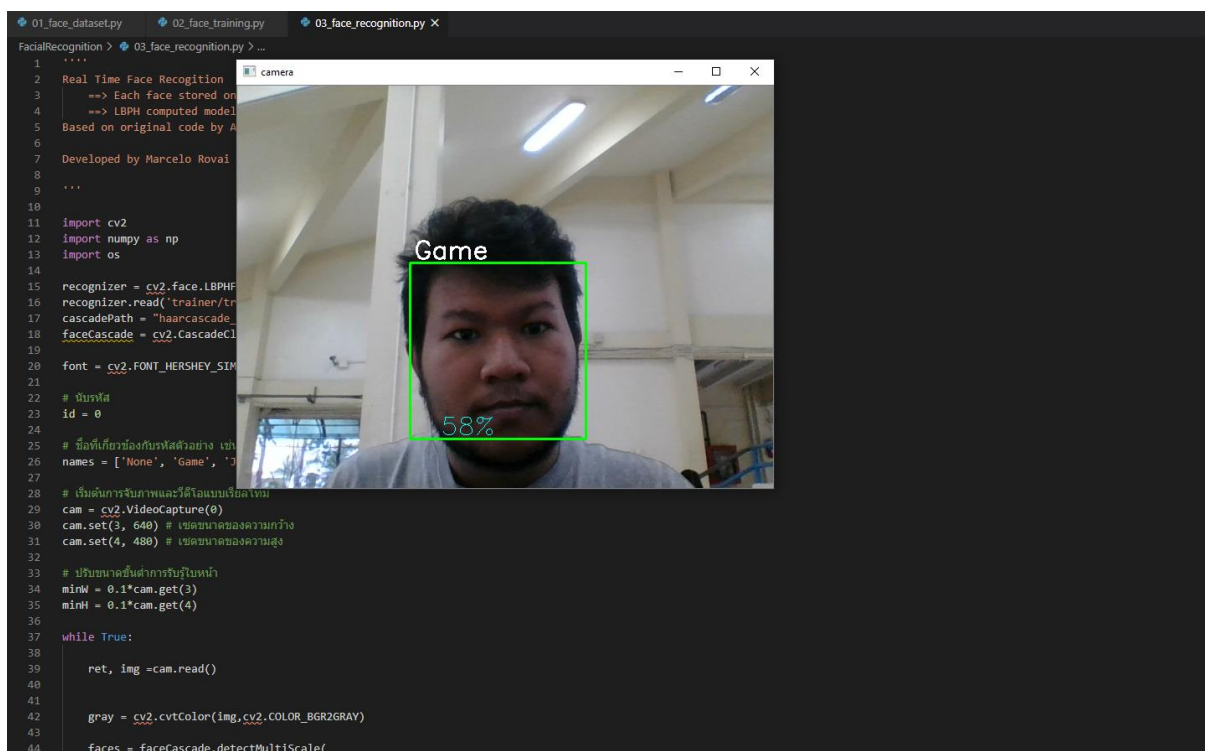 01_face_dataset.py
02_face_training.py
03_face_recognition.py
FacialRecognition > 03_face_recognition.py > ...
camera
Game
58%
1 ''''
2 Real Time Face Recogition
3 ==> Each face stored on
4 ==> LBPH computed model
5 Based on original code by A
6
7 Developed by Marcelo Rovai
8
9 '''
10
11 import cv2
12 import numpy as np
13 import os
14
15 recognizer = cv2.face.LBPHF
16 recognizer.read('trainer/tr
17 cascadePath = "haarcascade_
18 faceCascade = cv2.CascadeCl
19
20 font = cv2.FONT_HERSHEY_SIM
21
22 # นับรหัส
23 id = 0
24
25 # ชื่อที่เกี่ยวข้องกับรหัสตัวอย่าง เช่น
26 names = ['None', 'Game', 'J
27
28 # เริ่มต้นการจับภาพและวีดีโอแบบเรียลไทม์
29 cam = cv2.VideoCapture(0)
30 cam.set(3, 640) # เซตขนาดของความกว้าง
31 cam.set(4, 480) # เซตขนาดของความสูง
32
33 # ปรับขนาดขั้นต่ำการรับรู้ใบหน้า
34 minW = 0.1*cam.get(3)
35 minH = 0.1*cam.get(4)
36
37 while True:
38
39 ret, img =cam.read()
40
41
42 gray = cv2.cvtColor(img,cv2.COLOR_BGR2GRAY)
43
44 faces = faceCascade.detectMultiScale(